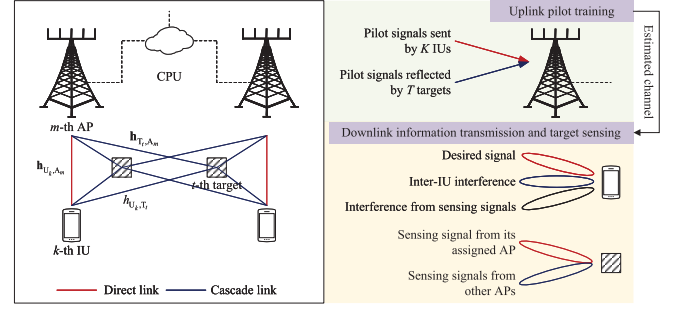 CPU
m-th AP
h_{T_t,A_m}
h_{U_k,A_m}
t-th target
h_{U_k,T_t}
k-th IU
Direct link
Cascade link
Uplink pilot training
Pilot signals sent
by K IUs
Pilot signals reflected
by T targets
Estimated channel
Downlink information transmission and target sensing
Desired signal
Inter-IU interference
Interference from sensing signals
Sensing signal from its
assigned AP
Sensing signals from
other APs